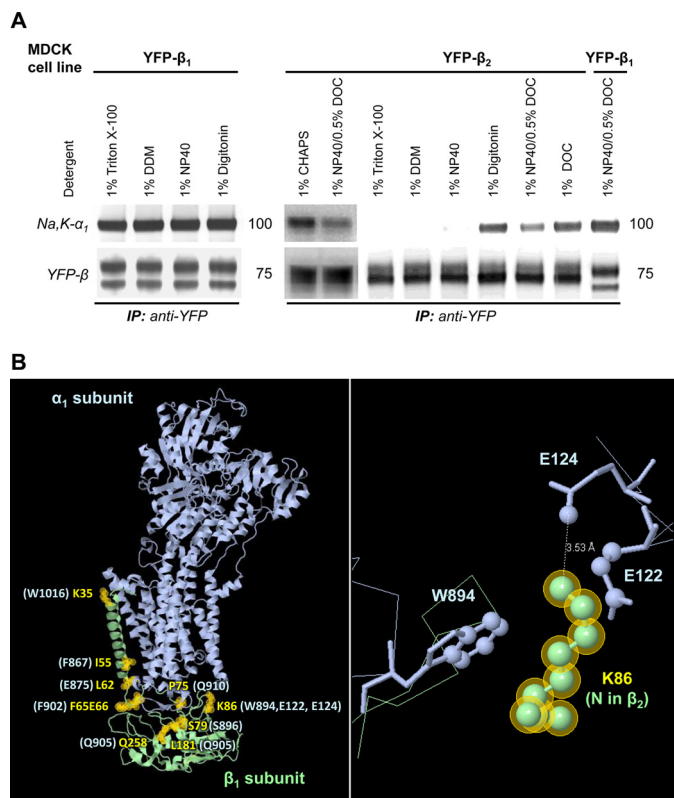 A
MDCK
cell line
YFP-β1
YFP-β2
YFP-β1
Detergent
1% Triton X-100
1% DDM
1% NP40
1% Digitonin
1% CHAPS
1% NP40/0.5% DOC
1% Triton X-100
1% DDM
1% NP40
1% Digitonin
1% NP40/0.5% DOC
1% DOC
1% NP40/0.5% DOC
Na,K-α1
100
100
YFP-β
75
75
IP: anti-YFP
IP: anti-YFP
B
α1 subunit
(W1016) K35
(F867) I55
(E875) L62
(F902) F65E66
P75 (Q910)
K86 (W894,E122, E124)
S79 (S896)
(Q905) Q258
L181 (Q905)
β1 subunit
E124
3.53 Å
E122
W894
K86
(N in β2)